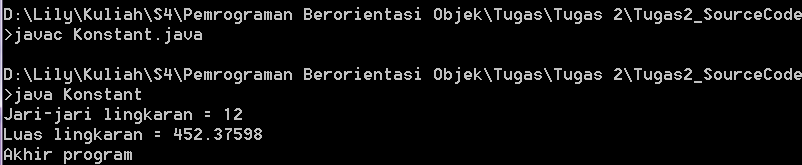 D:\Lily\Kuliah\S4\Pemrograman Berorientasi Objek\Tugas\Tugas 2\Tugas2_SourceCode
>javac Konstant.java
D:\Lily\Kuliah\S4\Pemrograman Berorientasi Objek\Tugas\Tugas 2\Tugas2_SourceCode
>java Konstant
Jari-jari lingkaran = 12
Luas lingkaran = 452.37598
Akhir program